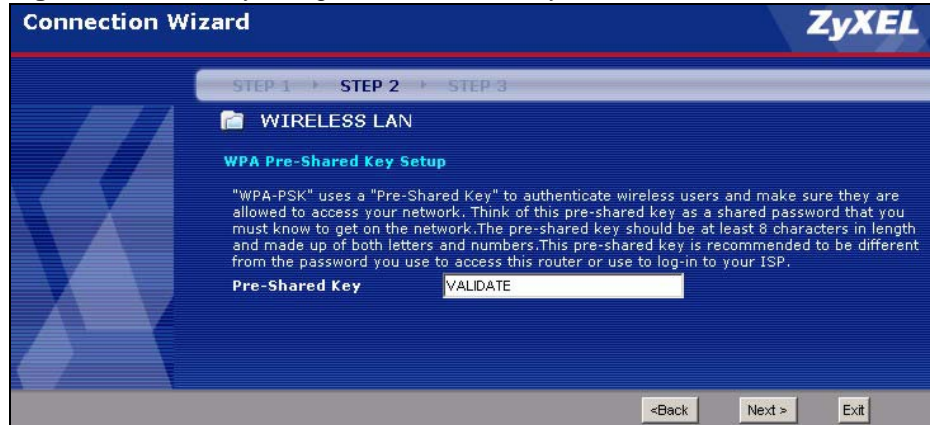 Connection Wizard
ZyXEL
STEP 1 STEP 2 STEP 3
WIRELESS LAN
WPA Pre-Shared Key Setup
"WPA-PSK" uses a "Pre-Shared Key" to authenticate wireless users and make sure they are
allowed to access your network. Think of this pre-shared key as a shared password that you
must know to get on the network.The pre-shared key should be at least 8 characters in length
and made up of both letters and numbers.This pre-shared key is recommended to be different
from the password you use to access this router or use to log-in to your ISP.
Pre-Shared Key VALIDATE
<Back Next > Exit